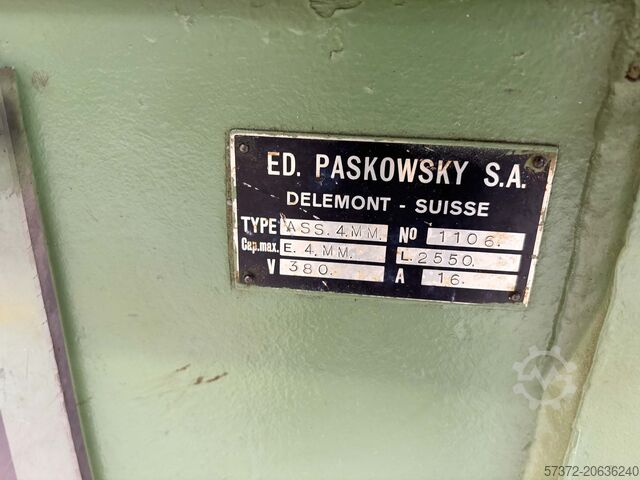 ED. PASKOWSKY S.A.
DELEMONT - SUISSE
TYPE ASS.4.MM. Nº 1106.
Cap.max. E. 4.MM. L. 2550.
V 380. A 16.
57372-20636240